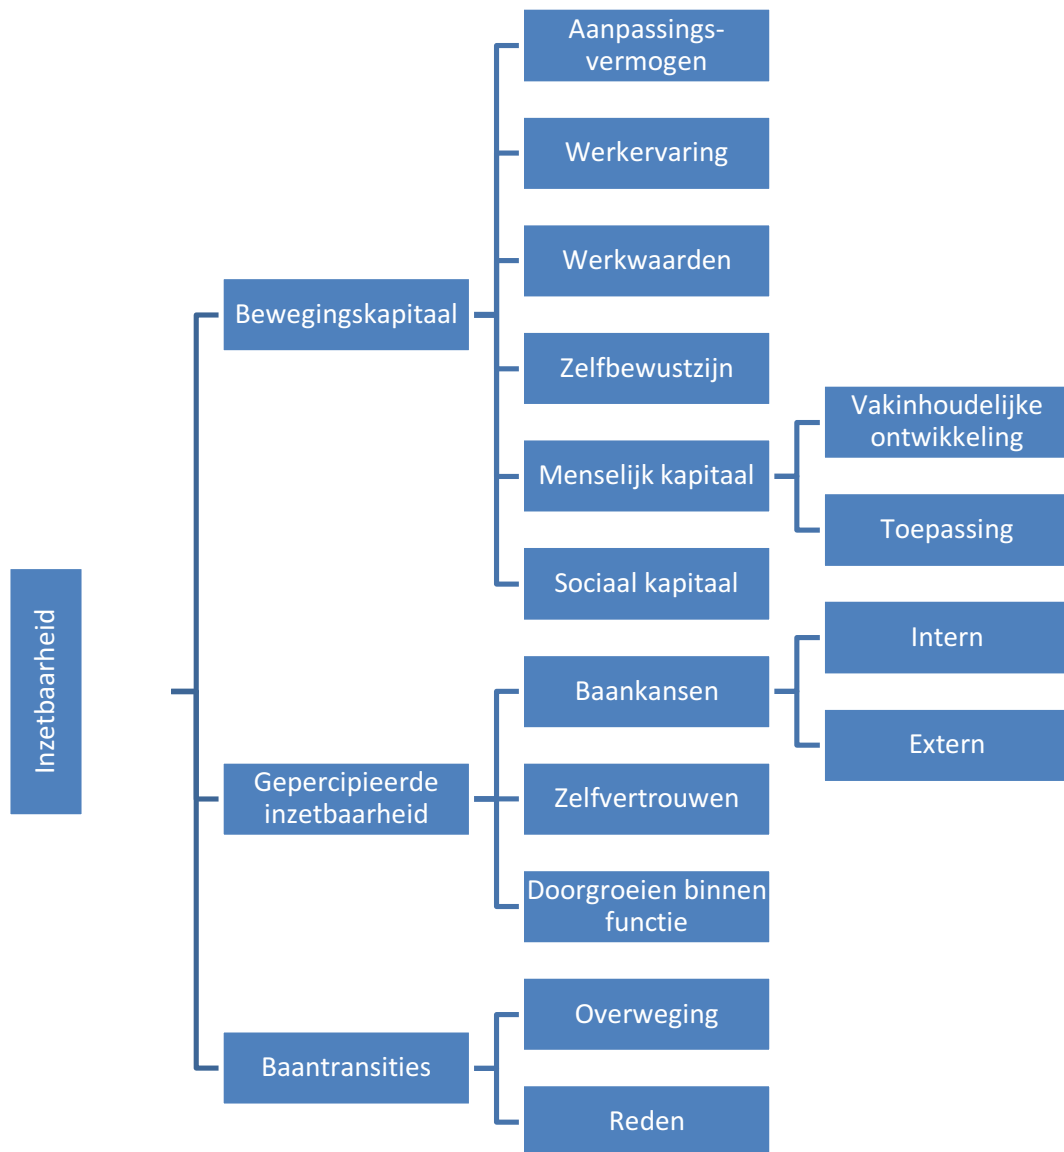 Inzetbaarheid
Bewegingskapitaal
Aanpassings-
vermogen
Werkervaring
Werkwaarden
Zelfbewustzijn
Menselijk kapitaal
Vakinhoudelijke
ontwikkeling
Toepassing
Sociaal kapitaal
Gepercipieerde
inzetbaarheid
Baankansen
Intern
Extern
Zelfvertrouwen
Doorgroeien binnen
functie
Baantransities
Overweging
Reden